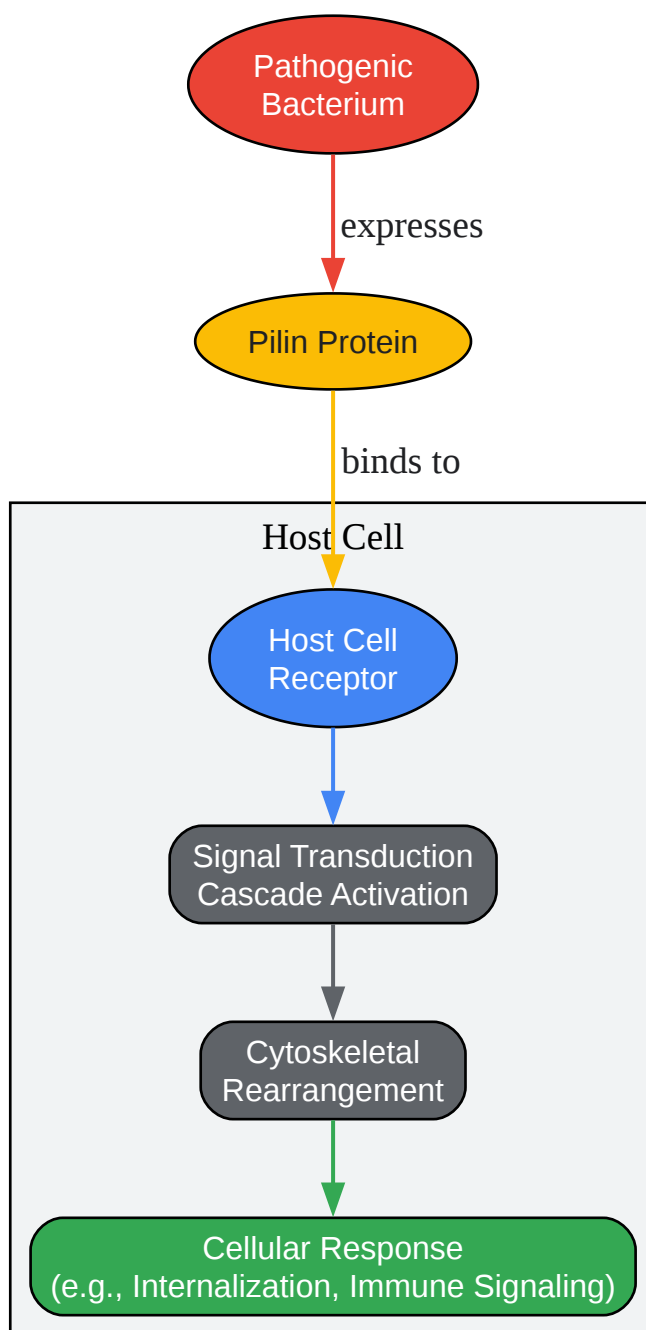 Pathogenic
Bacterium
expresses
Pilin Protein
binds to
Host Cell
Host Cell
Receptor
Signal Transduction
Cascade Activation
Cytoskeletal
Rearrangement
Cellular Response
(e.g., Internalization, Immune Signaling)